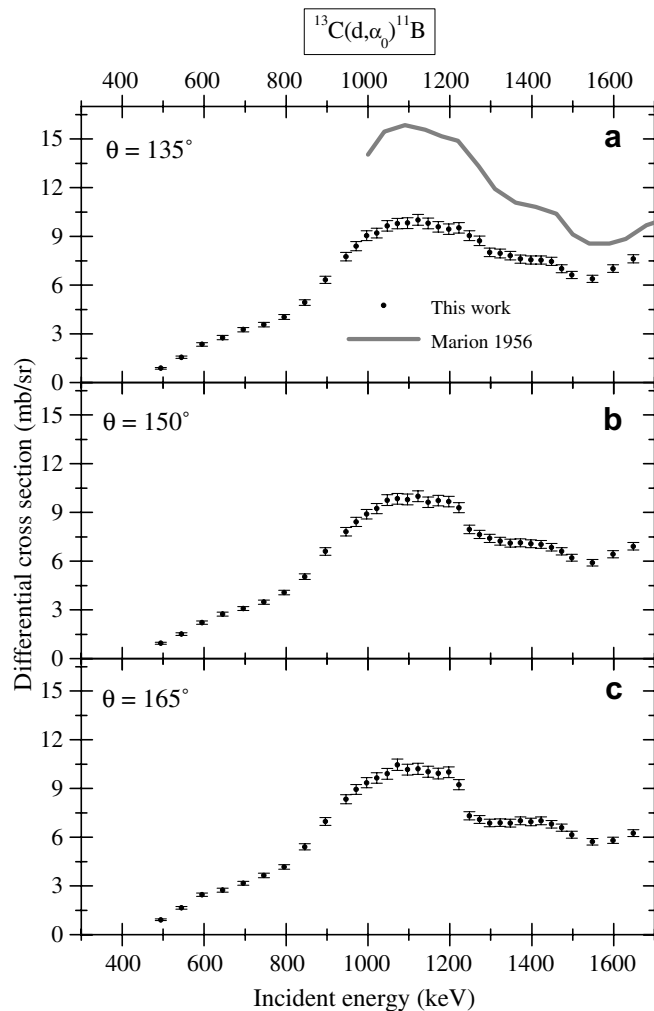 ¹³C(d,α₀)¹¹B
400 600 800 1000 1200 1400 1600
a
θ = 135°
15
12
9
6
3
0
This work
Marion 1956
b
θ = 150°
15
12
9
6
3
0
c
θ = 165°
15
12
9
6
3
0
Differential cross section (mb/sr)
400 600 800 1000 1200 1400 1600
Incident energy (keV)